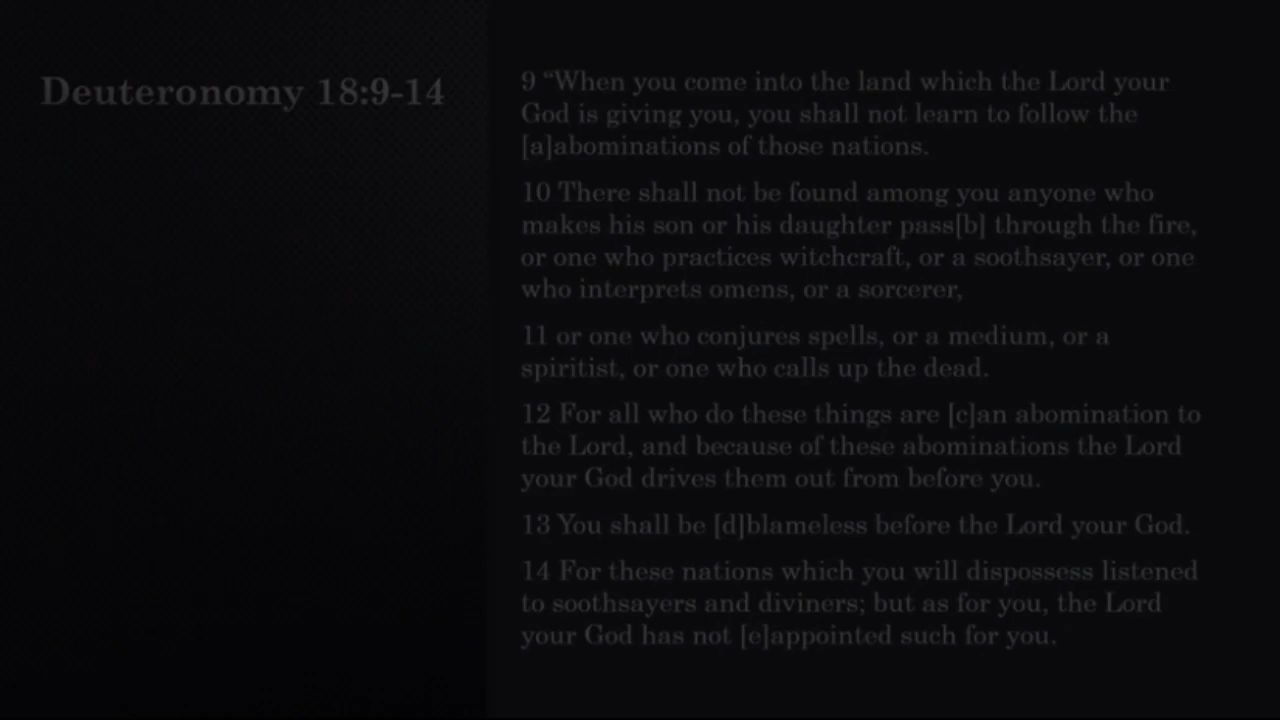 Deuteronomy 18:9-14
9 “When you come into the land which the Lord your
God is giving you, you shall not learn to follow the
[a]abominations of those nations.
10 There shall not be found among you anyone who
makes his son or his daughter pass[b] through the fire,
or one who practices witchcraft, or a soothsayer, or one
who interprets omens, or a sorcerer,
11 or one who conjures spells, or a medium, or a
spiritist, or one who calls up the dead.
12 For all who do these things are [c]an abomination to
the Lord, and because of these abominations the Lord
your God drives them out from before you.
13 You shall be [d]blameless before the Lord your God.
14 For these nations which you will dispossess listened
to soothsayers and diviners; but as for you, the Lord
your God has not [e]appointed such for you.